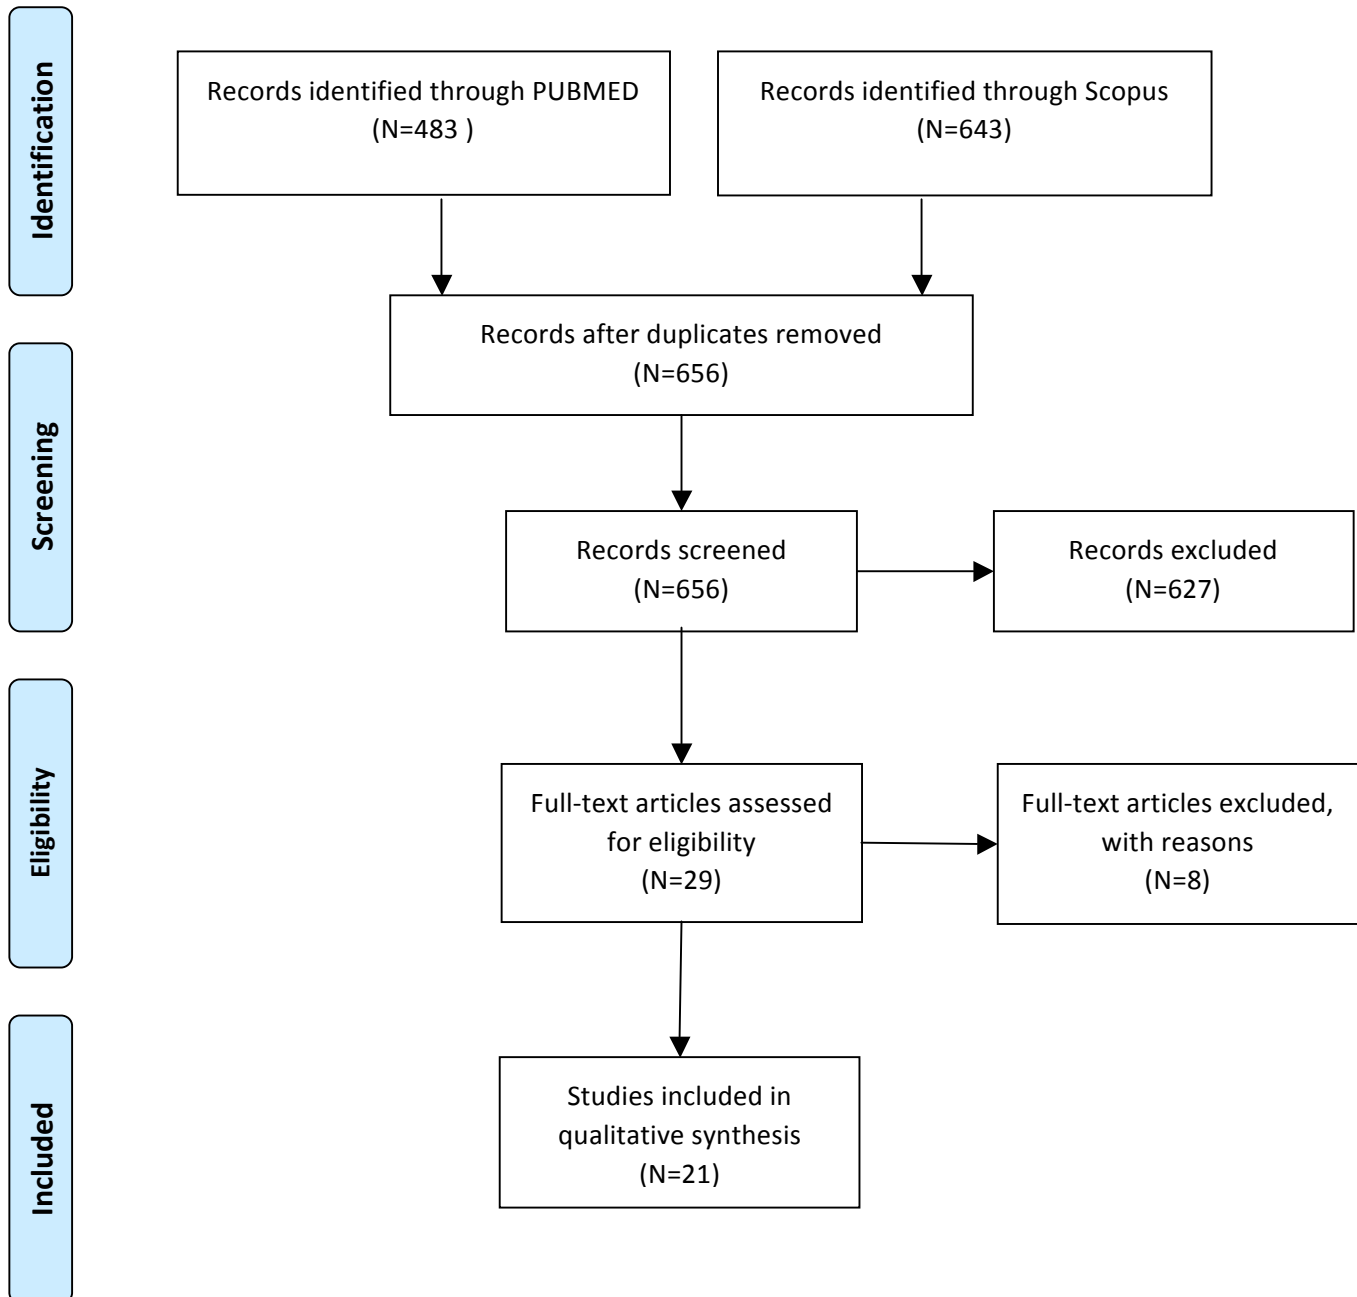 Identification
Records identified through PUBMED
(N=483 )
Records identified through Scopus
(N=643)
Screening
Records after duplicates removed
(N=656)
Records screened
(N=656)
Records excluded
(N=627)
Eligibility
Full-text articles assessed
for eligibility
(N=29)
Full-text articles excluded,
with reasons
(N=8)
Included
Studies included in
qualitative synthesis
(N=21)